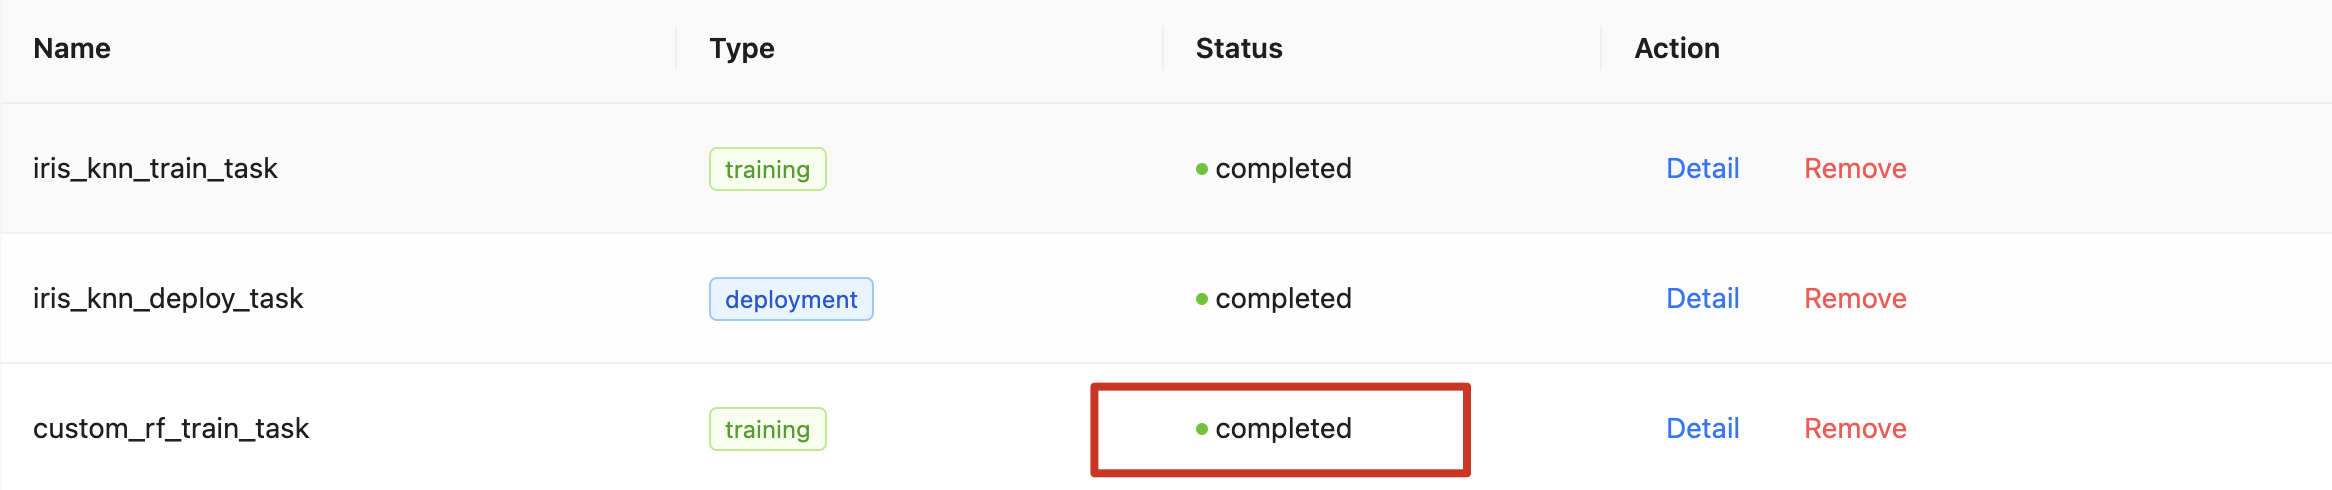 Name Type Status Action
iris_knn_train_task training completed Detail Remove
iris_knn_deploy_task deployment completed Detail Remove
custom_rf_train_task training completed Detail Remove